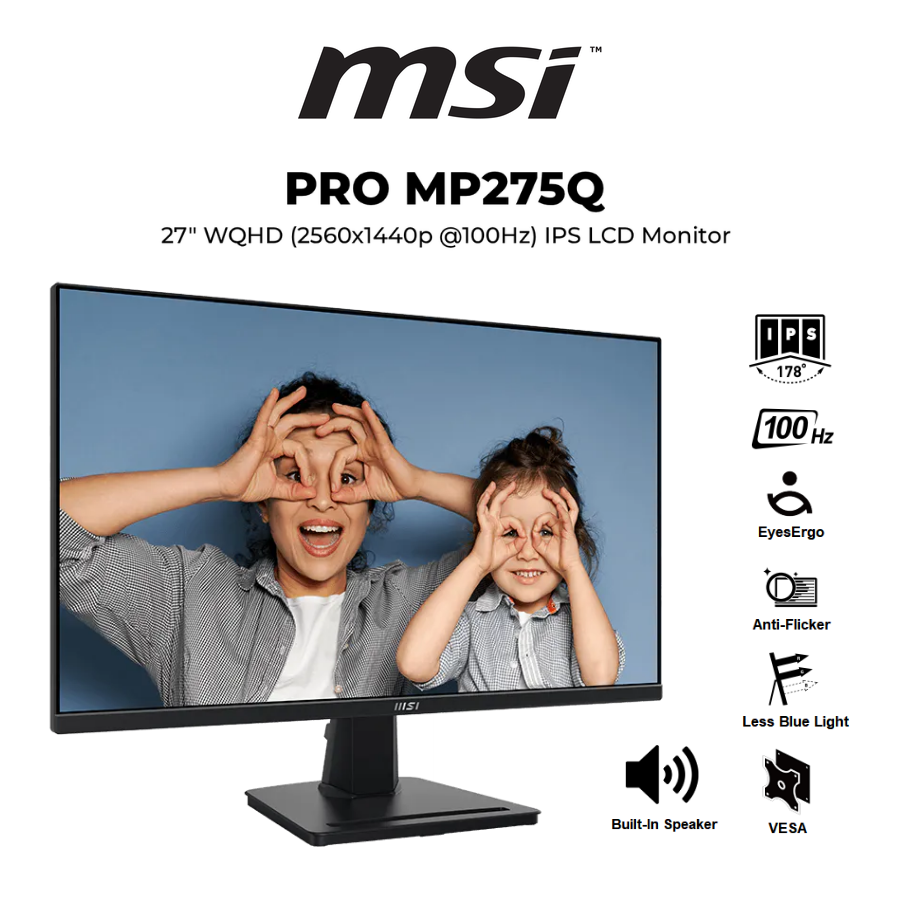 msi™
PRO MP275Q
27" WQHD (2560x1440p @100Hz) IPS LCD Monitor
IPS
178°
100Hz
EyesErgo
Anti-Flicker
Less Blue Light
msi
Built-In Speaker
VESA